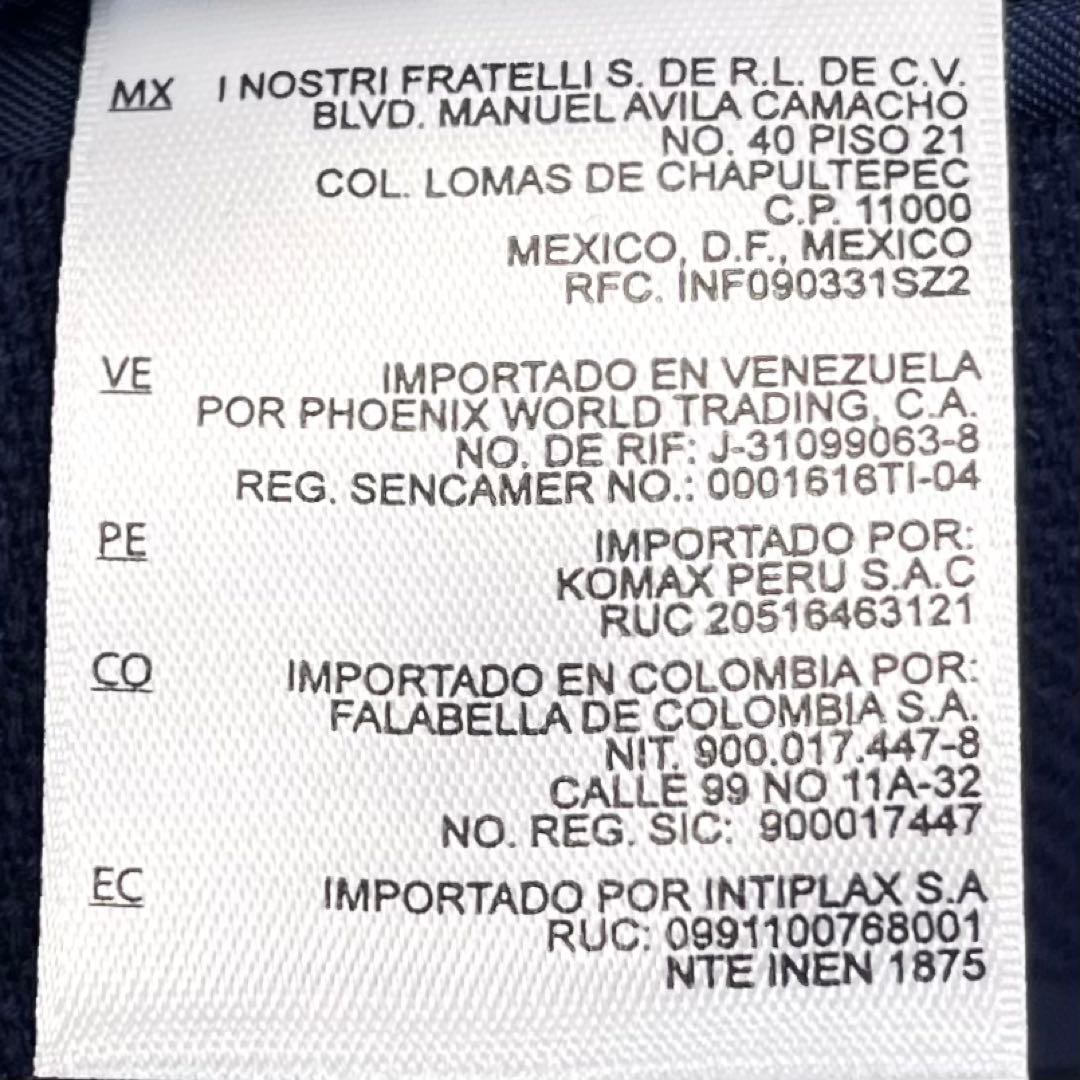 MX I NOSTRI FRATELLI S. DE R.L. DE C.V.
BLVD. MANUEL AVILA CAMACHO
NO. 40 PISO 21
COL. LOMAS DE CHAPULTEPEC
C.P. 11000
MEXICO, D.F., MEXICO
RFC. INF090331SZ2
VE IMPORTADO EN VENEZUELA
POR PHOENIX WORLD TRADING, C.A.
NO. DE RIF: J-31099063-8
REG. SENCAMER NO.: 0001616TI-04
PE IMPORTADO POR:
KOMAX PERU S.A.C
RUC 20516463121
CO IMPORTADO EN COLOMBIA POR:
FALABELLA DE COLOMBIA S.A.
NIT. 900.017.447-8
CALLE 99 NO 11A-32
NO. REG. SIC: 900017447
EC IMPORTADO POR INTIPLAX S.A
RUC: 0991100768001
NTE INEN 1875